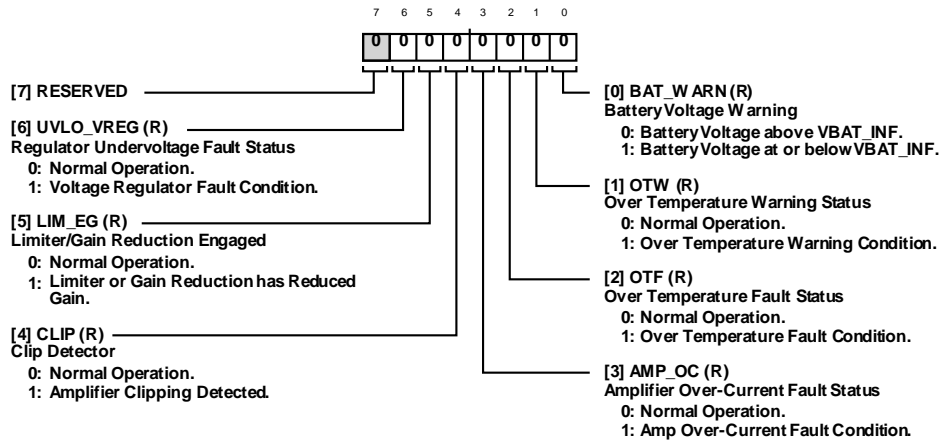 7 6 5 4 3 2 1 0
0 0 0 0 0 0 0 0
[7] RESERVED
[6] UVLO_VREG (R)
Regulator Undervoltage Fault Status
0: Normal Operation.
1: Voltage Regulator Fault Condition.
[5] LIM_EG (R)
Limiter/Gain Reduction Engaged
0: Normal Operation.
1: Limiter or Gain Reduction has Reduced
Gain.
[4] CLIP (R)
Clip Detector
0: Normal Operation.
1: Amplifier Clipping Detected.
[0] BAT_WARN (R)
Battery Voltage Warning
0: Battery Voltage above VBAT_INF.
1: Battery Voltage at or below VBAT_INF.
[1] OTW (R)
Over Temperature Warning Status
0: Normal Operation.
1: Over Temperature Warning Condition.
[2] OTF (R)
Over Temperature Fault Status
0: Normal Operation.
1: Over Temperature Fault Condition.
[3] AMP_OC (R)
Amplifier Over-Current Fault Status
0: Normal Operation.
1: Amp Over-Current Fault Condition.